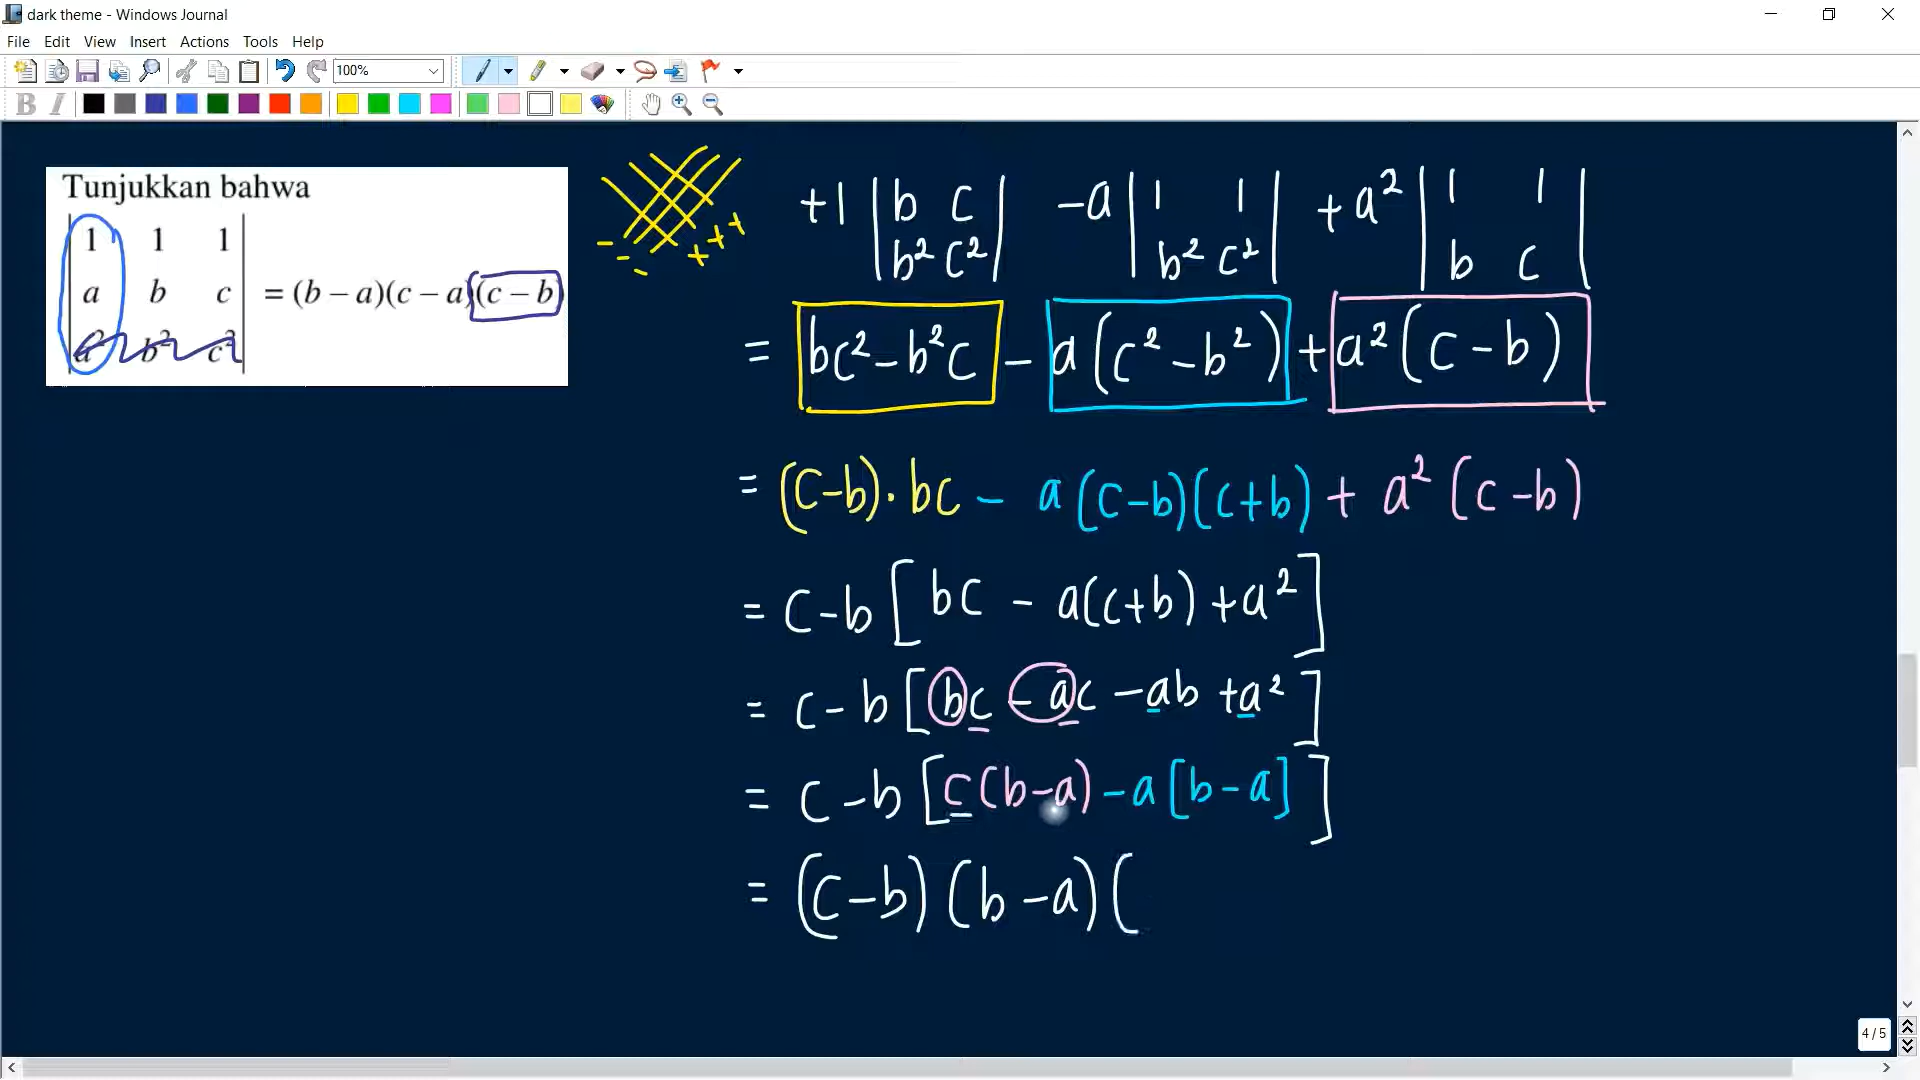 dark theme - Windows Journal
File Edit View Insert Actions Tools Help
100%
B I
Tunjukkan bahwa
| 1 1 1 |
| a b c | = (b – a)(c – a)(c – b)
| a² b² c² |
- - - + + +
+1 | b c | -a | 1 1 | +a² | 1 1 |
| b² c² | | b² c² | | b c |
= bc² - b²c - a(c² - b²) + a²(c - b)
= (c-b)·bc - a(c-b)(c+b) + a²(c-b)
= c-b [bc - a(c+b) + a²]
= c-b [bc - ac - ab + a²]
= c-b [c(b-a) - a[b-a]]
= (c-b)(b-a)(
4 / 5